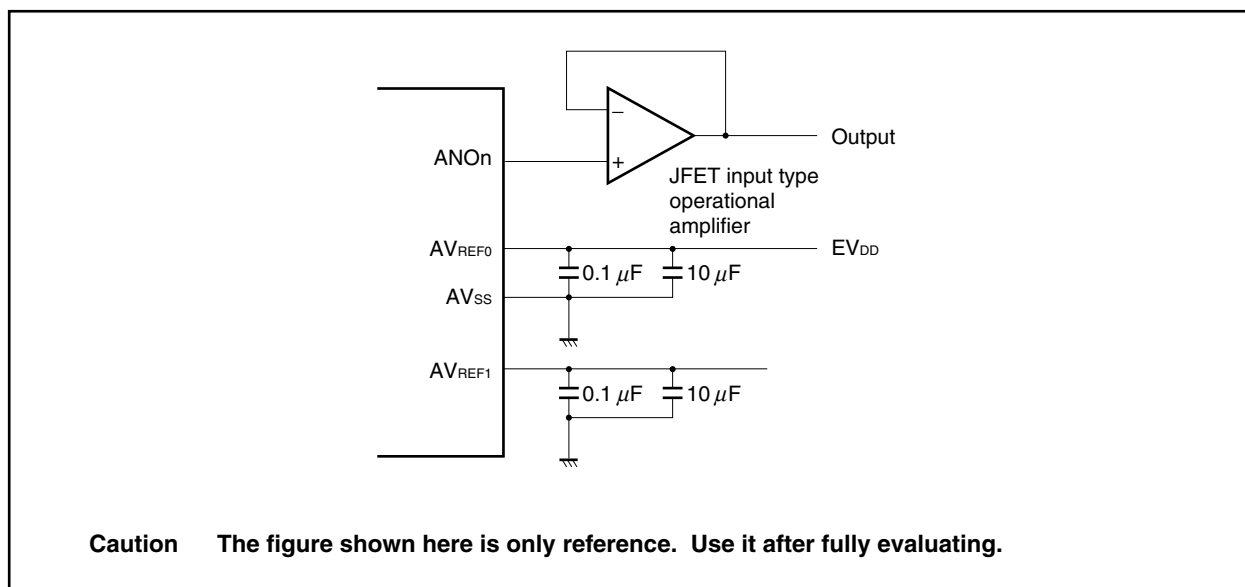 −
ANOn
+
Output
JFET input type
operational
amplifier
AVREF0
EVDD
0.1 μF
10 μF
AVSS
AVREF1
0.1 μF
10 μF
Caution The figure shown here is only reference. Use it after fully evaluating.